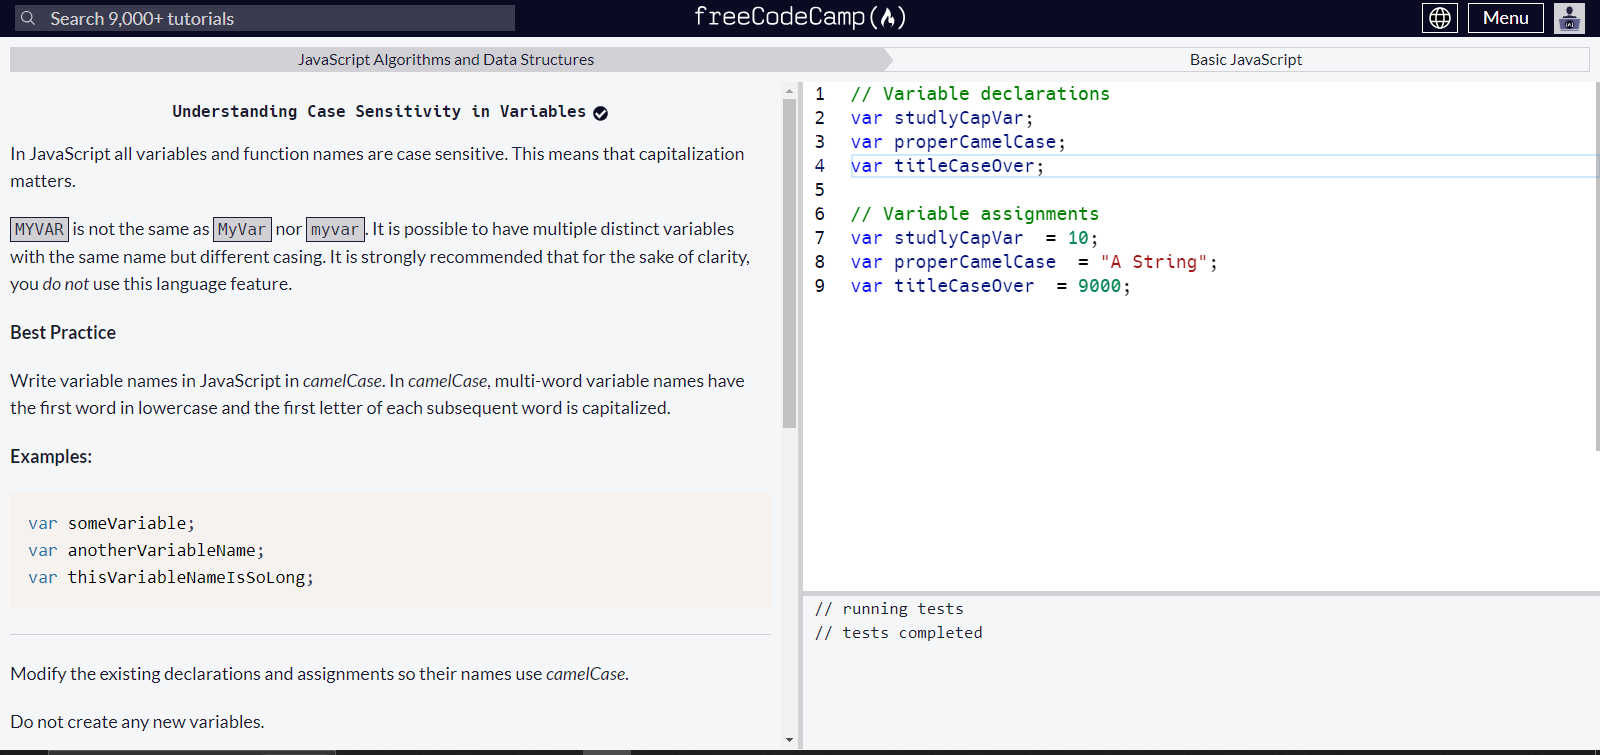 Search 9,000+ tutorials
freeCodeCamp
Menu
JavaScript Algorithms and Data Structures
Basic JavaScript
Understanding Case Sensitivity in Variables
In JavaScript all variables and function names are case sensitive. This means that capitalization
matters.
MYVAR is not the same as MyVar nor myvar. It is possible to have multiple distinct variables
with the same name but different casing. It is strongly recommended that for the sake of clarity,
you do not use this language feature.
Best Practice
Write variable names in JavaScript in camelCase. In camelCase, multi-word variable names have
the first word in lowercase and the first letter of each subsequent word is capitalized.
Examples:
var someVariable;
var anotherVariableName;
var thisVariableNameIsSoLong;
Modify the existing declarations and assignments so their names use camelCase.
Do not create any new variables.
1 // Variable declarations
2 var studlyCapVar;
3 var properCamelCase;
4 var titleCaseOver;
5
6 // Variable assignments
7 var studlyCapVar  = 10;
8 var properCamelCase  = "A String";
9 var titleCaseOver  = 9000;
// running tests
// tests completed